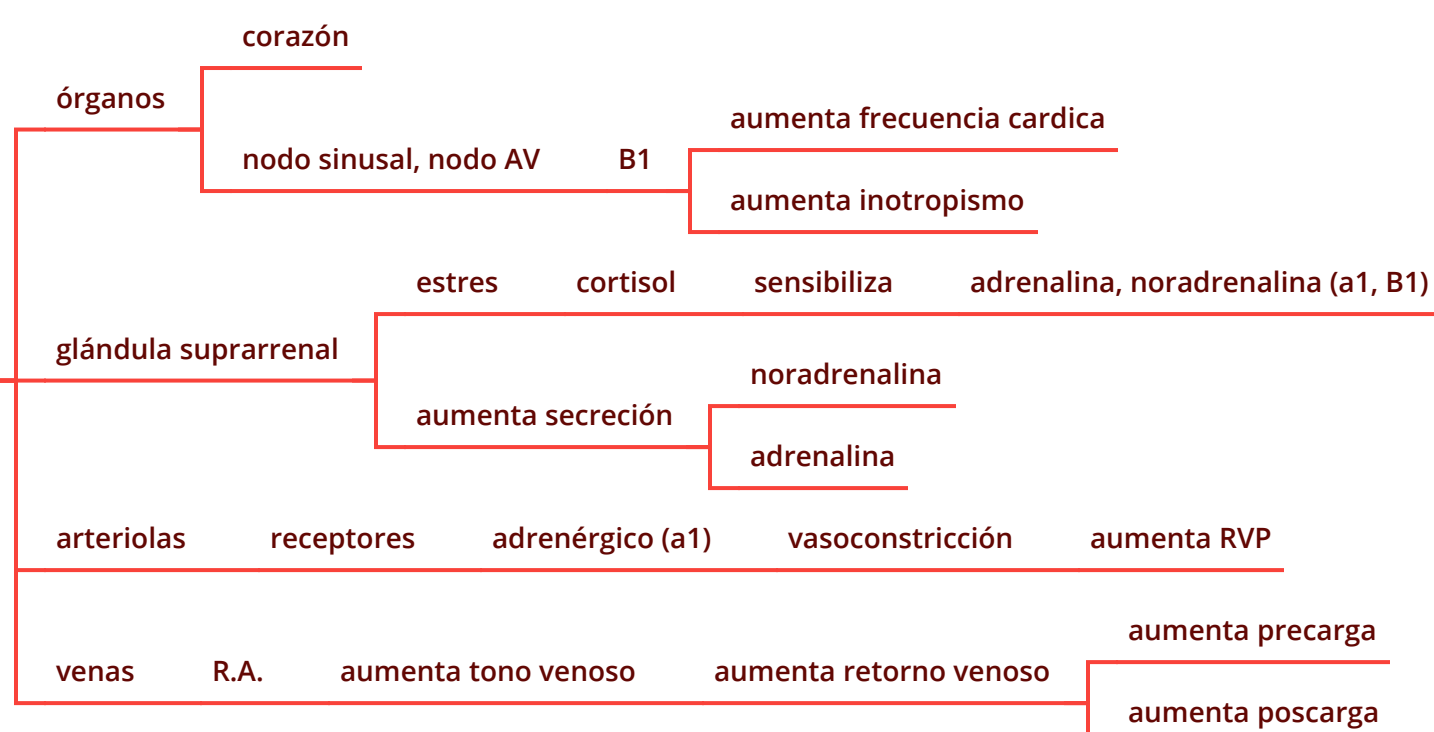 corazón
órganos
aumenta frecuencia cardica
nodo sinusal, nodo AV B1
aumenta inotropismo
estres cortisol sensibiliza adrenalina, noradrenalina (a1, B1)
glándula suprarrenal
noradrenalina
aumenta secreción
adrenalina
arteriolas receptores adrenérgico (a1) vasoconstricción aumenta RVP
aumenta precarga
venas R.A. aumenta tono venoso aumenta retorno venoso
aumenta poscarga